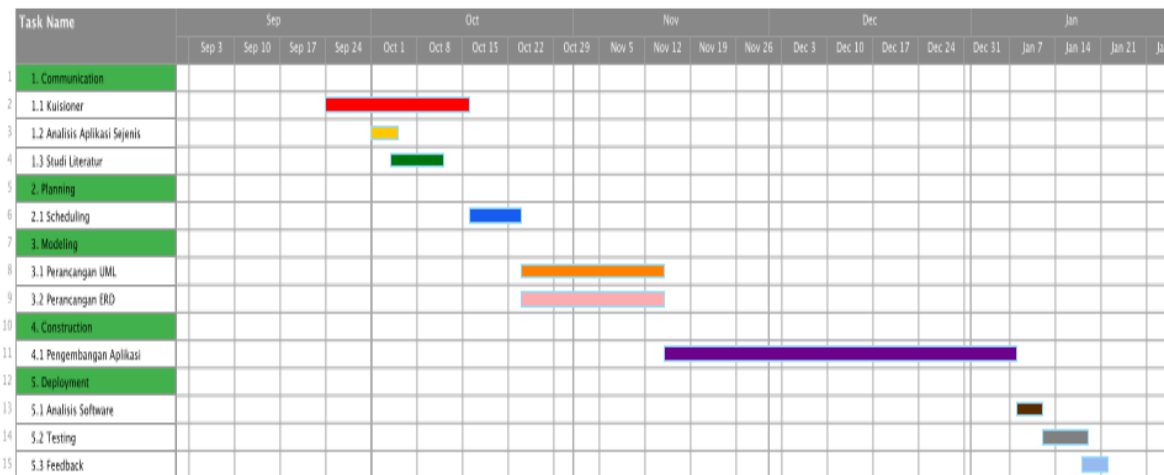 Task Name
Sep Oct Nov Dec Jan
Sep 3 Sep 10 Sep 17 Sep 24 Oct 1 Oct 8 Oct 15 Oct 22 Oct 29 Nov 5 Nov 12 Nov 19 Nov 26 Dec 3 Dec 10 Dec 17 Dec 24 Dec 31 Jan 7 Jan 14 Jan 21
1 1. Communication
2 1.1 Kuisioner
3 1.2 Analisis Aplikasi Sejenis
4 1.3 Studi Literatur
5 2. Planning
6 2.1 Scheduling
7 3. Modeling
8 3.1 Perancangan UML
9 3.2 Perancangan ERD
10 4. Construction
11 4.1 Pengembangan Aplikasi
12 5. Deployment
13 5.1 Analisis Software
14 5.2 Testing
15 5.3 Feedback